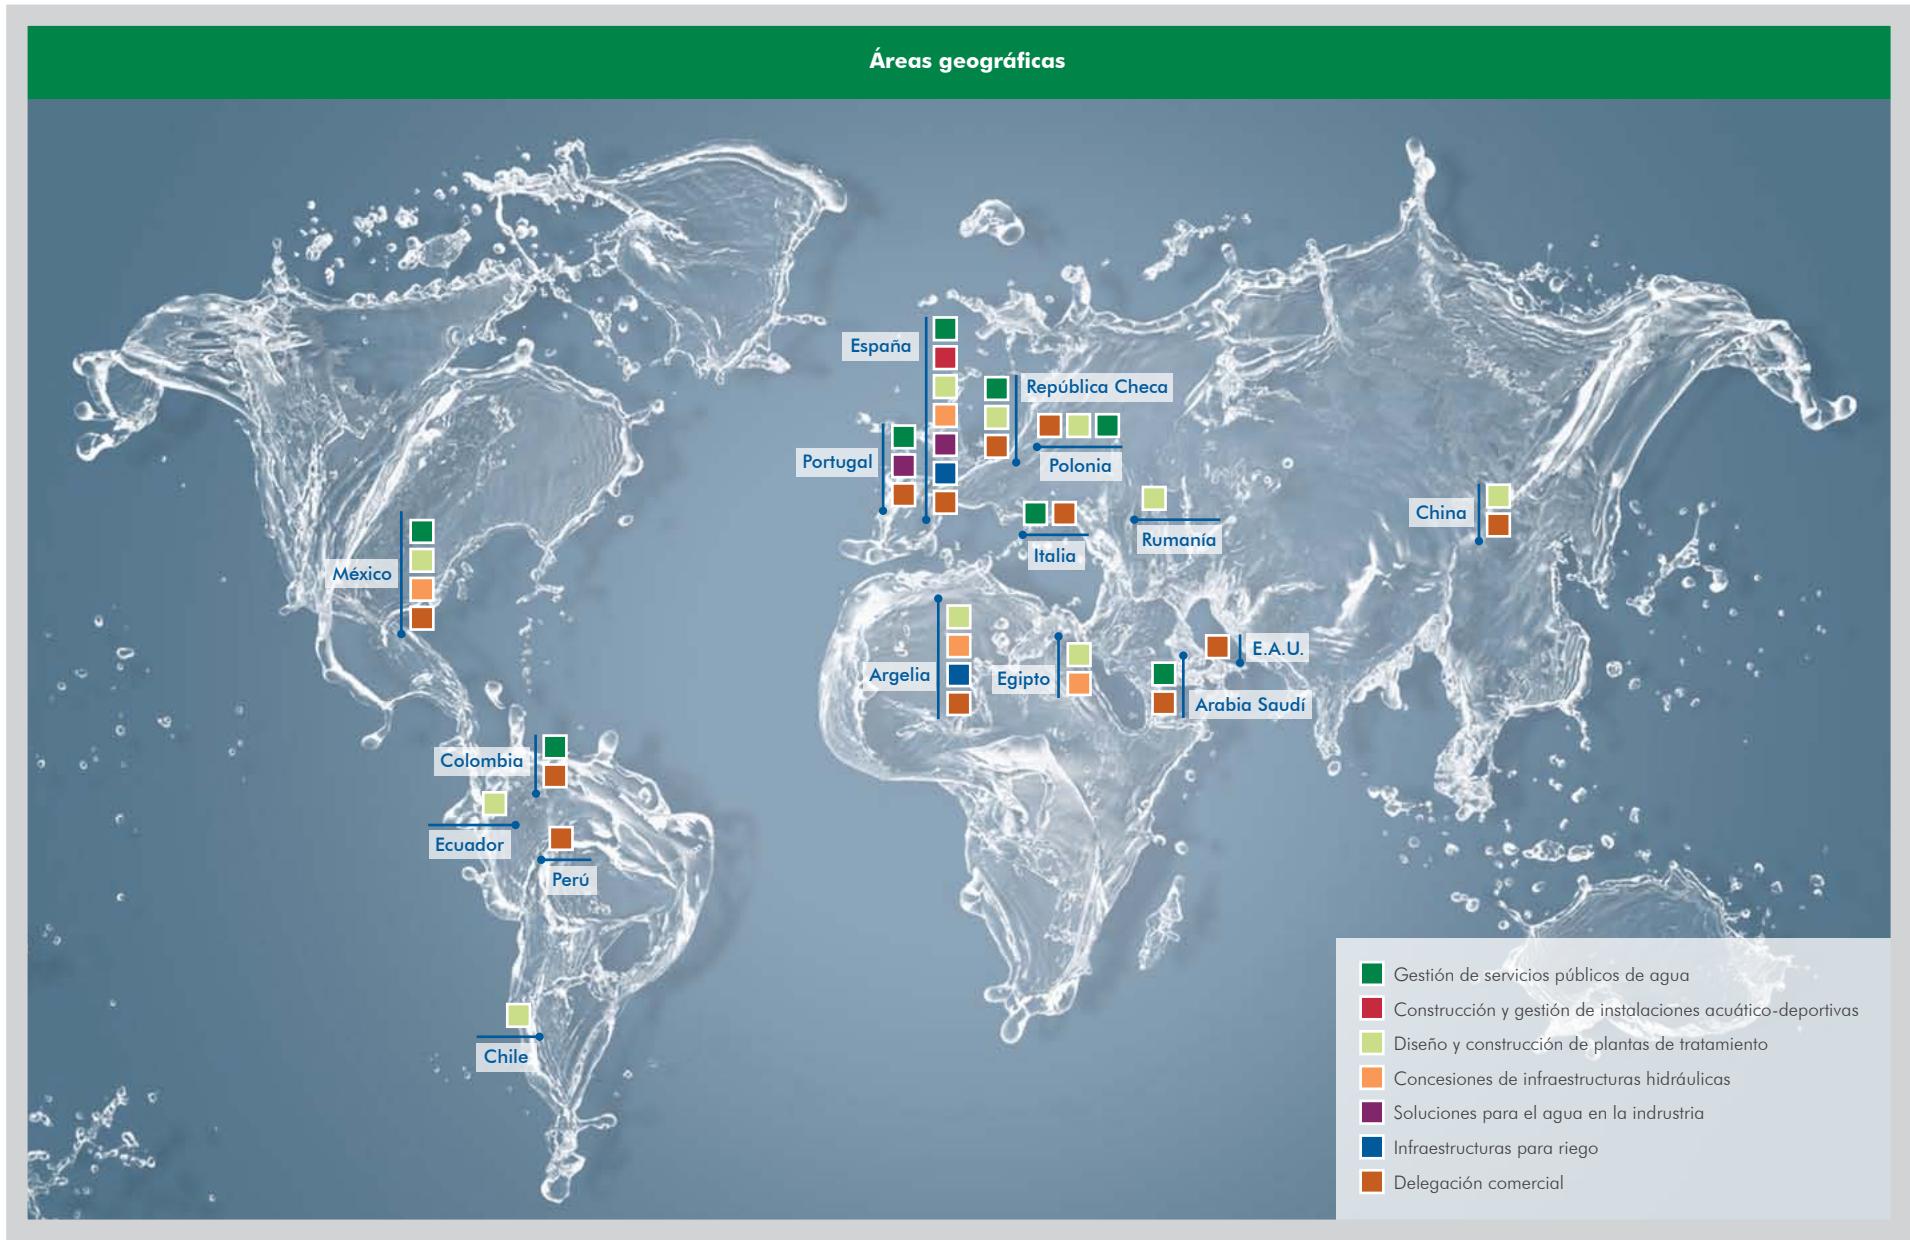 Áreas geográficas
España
República Checa
Portugal
Polonia
China
Rumanía
Italia
México
E.A.U.
Argelia
Egipto
Arabia Saudí
Colombia
Ecuador
Perú
Chile
Gestión de servicios públicos de agua
Construcción y gestión de instalaciones acuático-deportivas
Diseño y construcción de plantas de tratamiento
Concesiones de infraestructuras hidráulicas
Soluciones para el agua en la indrustria
Infraestructuras para riego
Delegación comercial